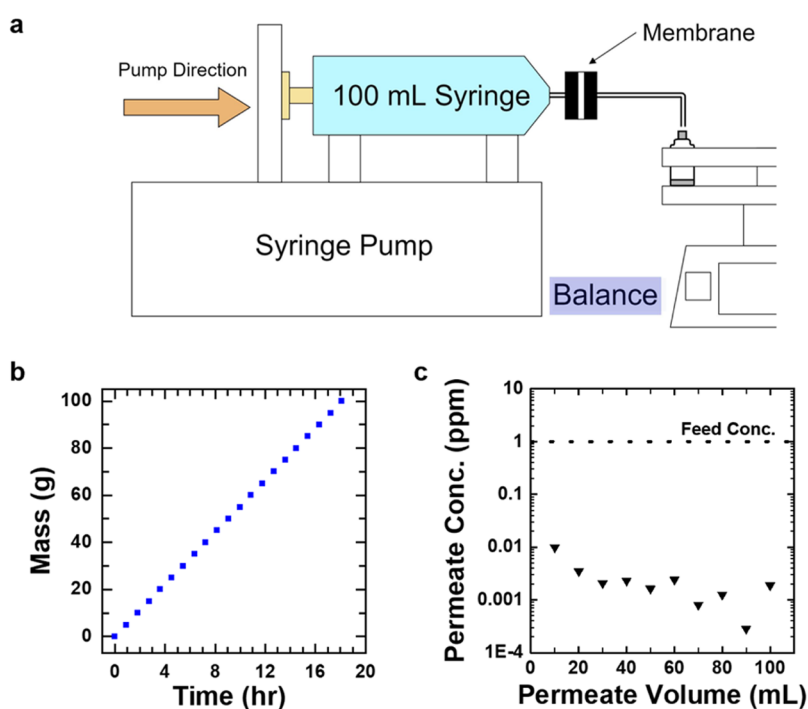 a
Pump Direction
100 mL Syringe
Membrane
Syringe Pump
Balance
b
Mass (g)
100
80
60
40
20
0
0 4 8 12 16 20
Time (hr)
c
Permeate Conc. (ppm)
10
1
0.1
0.01
0.001
1E-4
Feed Conc.
0 20 40 60 80 100
Permeate Volume (mL)